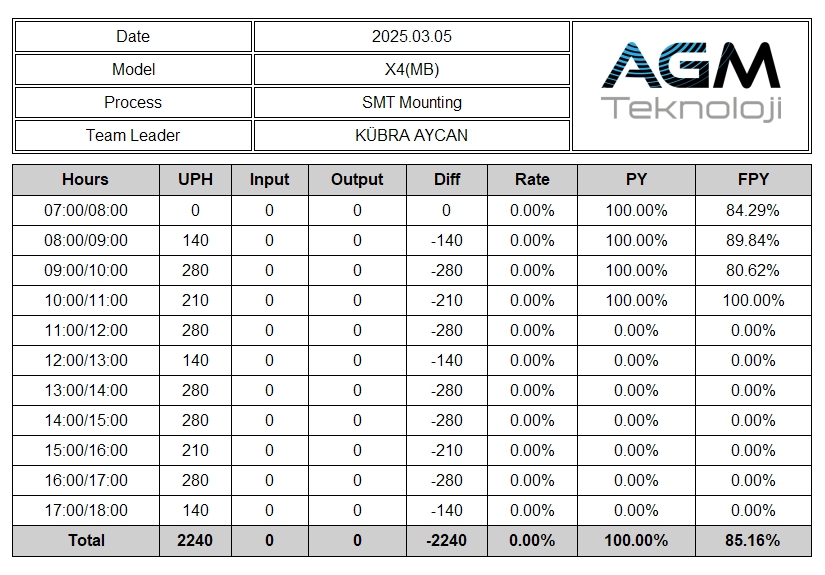 Date 2025.03.05
Model X4(MB)
Process SMT Mounting
Team Leader KÜBRA AYCAN
AGM
Teknoloji
Hours UPH Input Output Diff Rate PY FPY
07:00/08:00 0 0 0 0 0.00% 100.00% 84.29%
08:00/09:00 140 0 0 -140 0.00% 100.00% 89.84%
09:00/10:00 280 0 0 -280 0.00% 100.00% 80.62%
10:00/11:00 210 0 0 -210 0.00% 100.00% 100.00%
11:00/12:00 280 0 0 -280 0.00% 0.00% 0.00%
12:00/13:00 140 0 0 -140 0.00% 0.00% 0.00%
13:00/14:00 280 0 0 -280 0.00% 0.00% 0.00%
14:00/15:00 280 0 0 -280 0.00% 0.00% 0.00%
15:00/16:00 210 0 0 -210 0.00% 0.00% 0.00%
16:00/17:00 280 0 0 -280 0.00% 0.00% 0.00%
17:00/18:00 140 0 0 -140 0.00% 0.00% 0.00%
Total 2240 0 0 -2240 0.00% 100.00% 85.16%